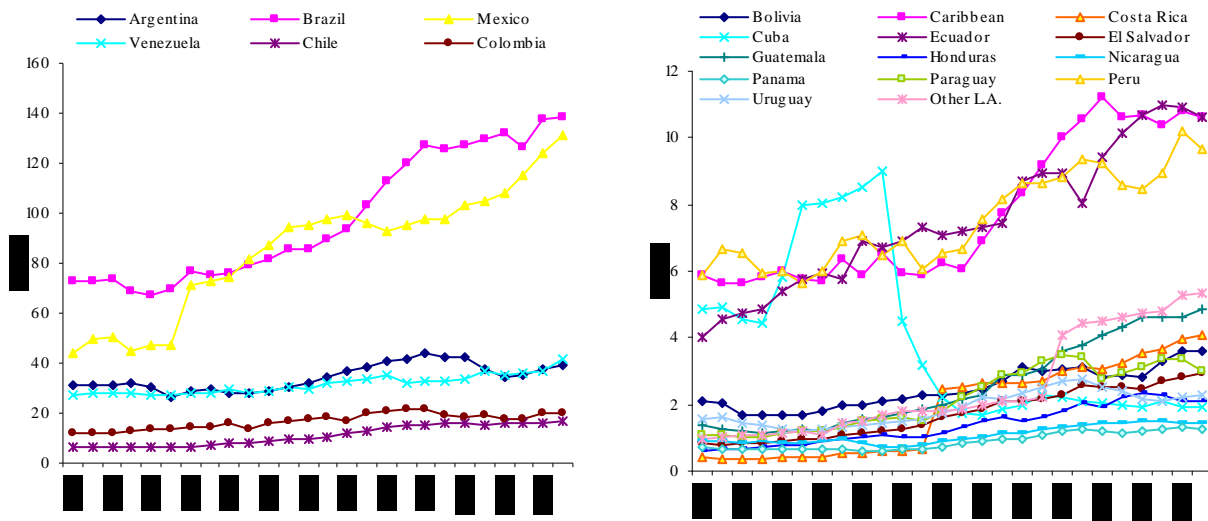 Argentina Brazil Mexico
Venezuela Chile Colombia
160
140
120
100
80
60
40
20
0
Bolivia Caribbean Costa Rica
Cuba Ecuador El Salvador
Guatemala Honduras Nicaragua
Panama Paraguay Peru
Uruguay Other L.A.
12
10
8
6
4
2
0